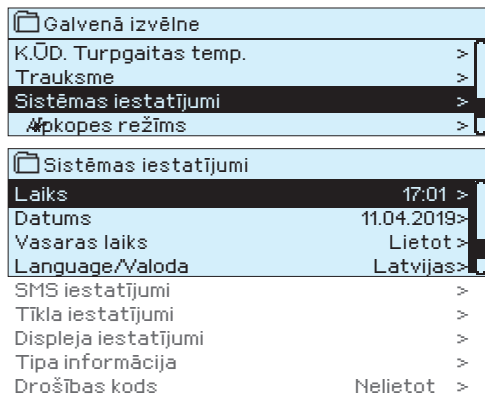 Galvenā izvēlne
K.ŪD. Turpgaitas temp. >
Trauksme >
Sistēmas iestatījumi >
Apkopes režīms >
Sistēmas iestatījumi
Laiks 17:01 >
Datums 11.04.2019>
Vasaras laiks Lietot >
Language/Valoda Latvijas>
SMS iestatījumi >
Tīkla iestatījumi >
Displeja iestatījumi >
Tipa informācija >
Drošības kods Nelietot >